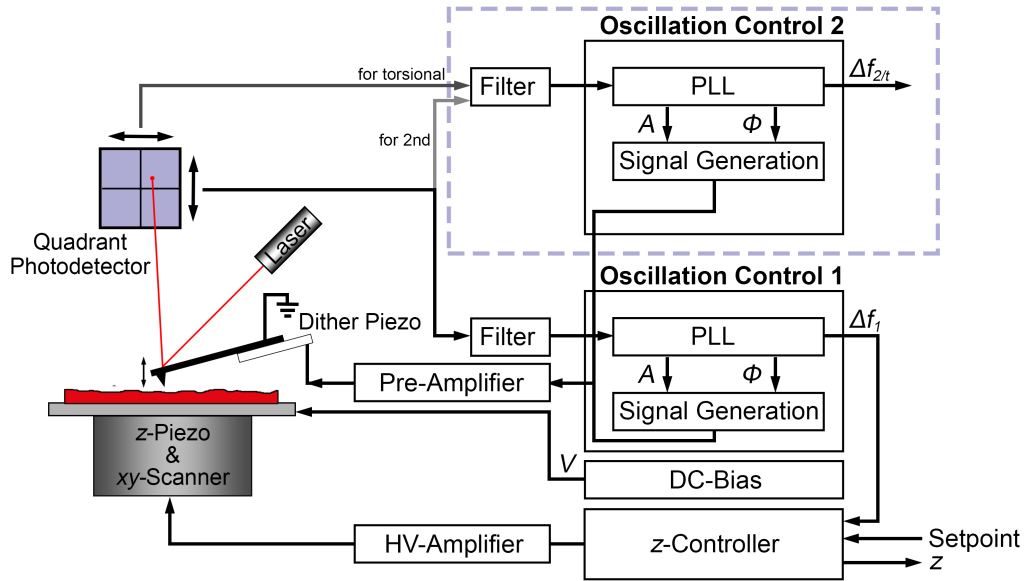 Oscillation Control 2
for torsional
Filter
PLL
Δf2/t
A
Φ
for 2nd
Signal Generation
Quadrant
Photodetector
Laser
Oscillation Control 1
Dither Piezo
Filter
PLL
Δf1
Pre-Amplifier
A
Φ
Signal Generation
z-Piezo
&
xy-Scanner
V
DC-Bias
HV-Amplifier
z-Controller
Setpoint
z